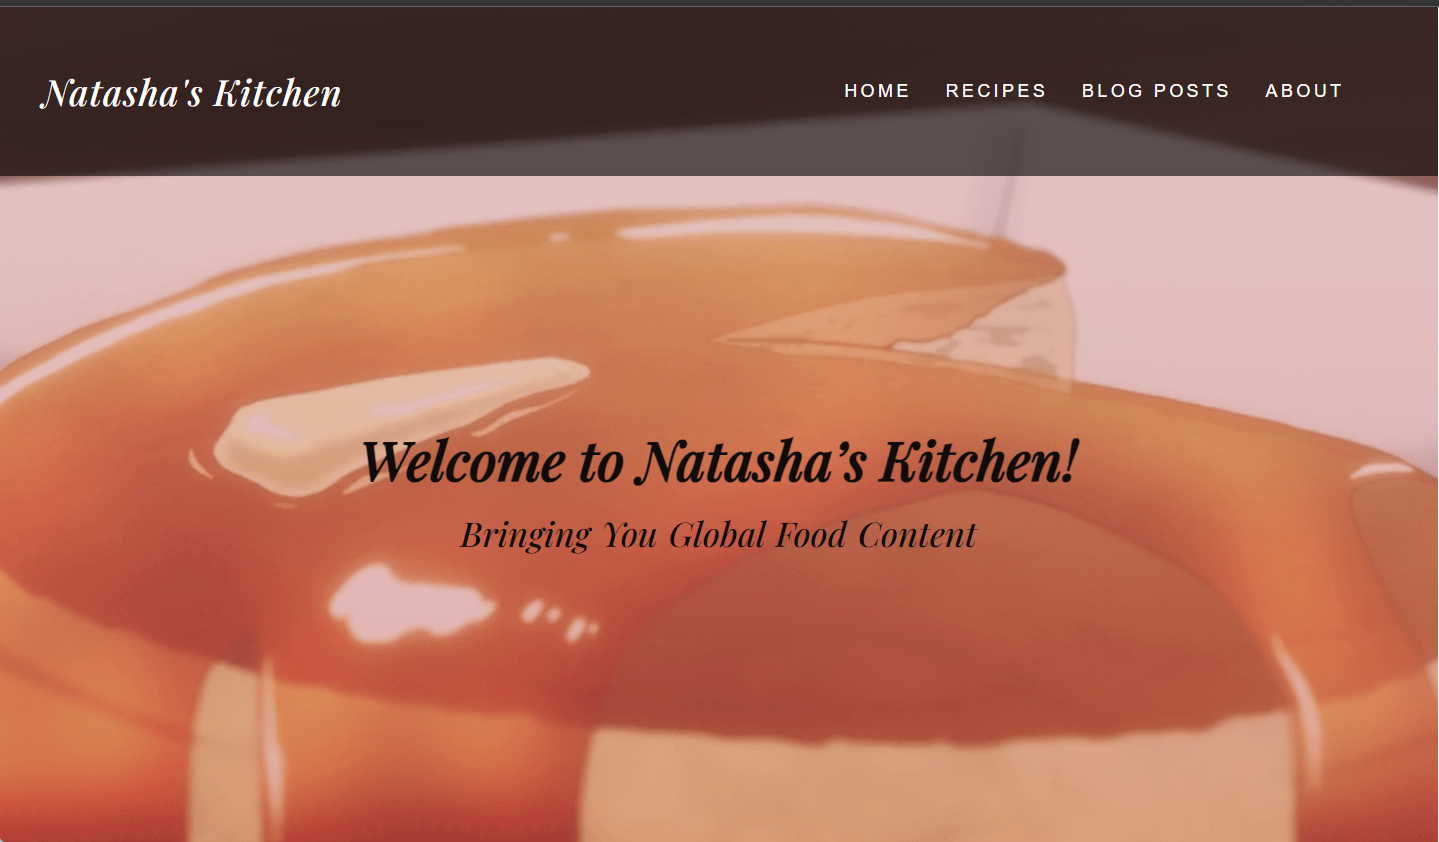 Natasha's Kitchen
HOME RECIPES BLOG POSTS ABOUT
Welcome to Natasha’s Kitchen!
Bringing You Global Food Content